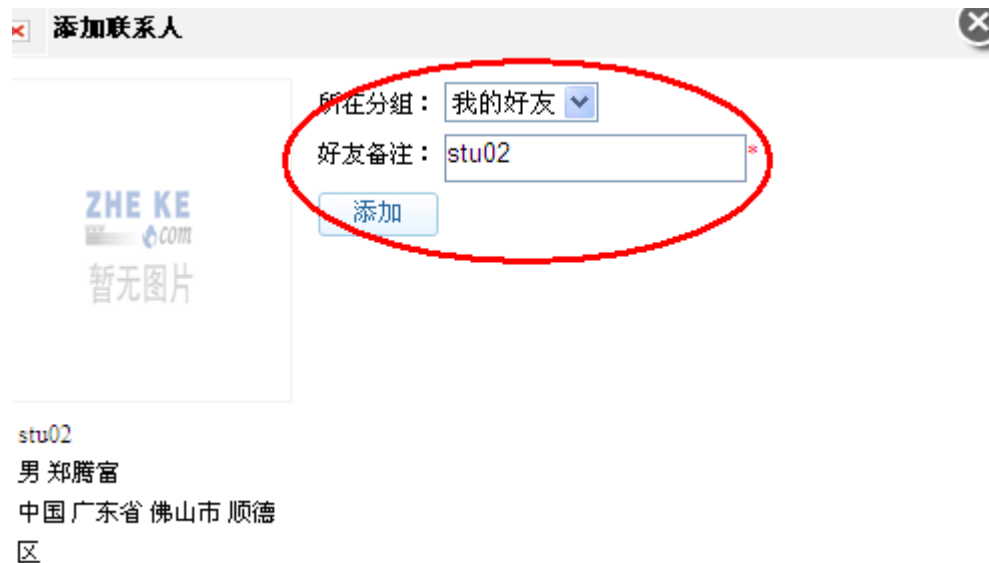 添加联系人
所在分组： 我的好友
好友备注： stu02 *
添加
ZHE KE
com
暂无图片
stu02
男 郑腾富
中国 广东省 佛山市 顺德
区